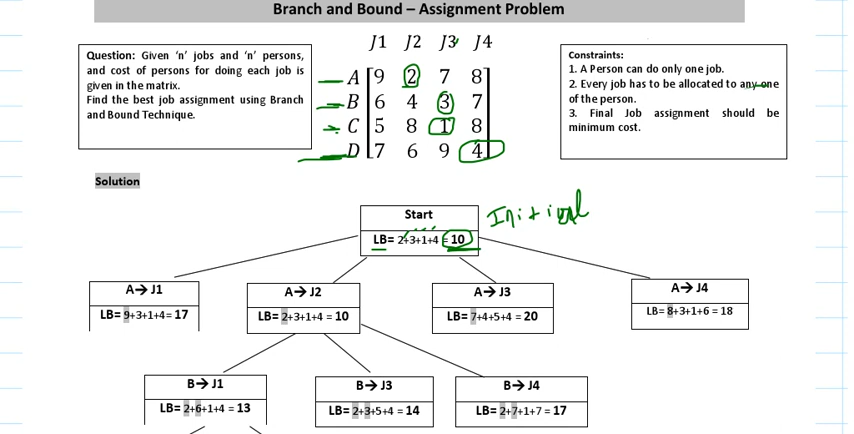 Branch and Bound – Assignment Problem
Question: Given ‘n’ jobs and ‘n’ persons,
and cost of persons for doing each job is
given in the matrix.
Find the best job assignment using Branch
and Bound Technique.
J1 J2 J3 J4
A 9 2 7 8
B 6 4 3 7
C 5 8 1 8
D 7 6 9 4
Constraints:
1. A Person can do only one job.
2. Every job has to be allocated to any one
of the person.
3. Final Job assignment should be
minimum cost.
Solution
Start
LB= 2+3+1+4 = 10
Initial
A→ J1
LB= 9+3+1+4= 17
A→ J2
LB= 2+3+1+4 = 10
A→ J3
LB= 7+4+5+4 = 20
A→ J4
LB= 8+3+1+6 = 18
B→ J1
LB= 2+6+1+4 = 13
B→ J3
LB= 2+3+5+4 = 14
B→ J4
LB= 2+7+1+7 = 17